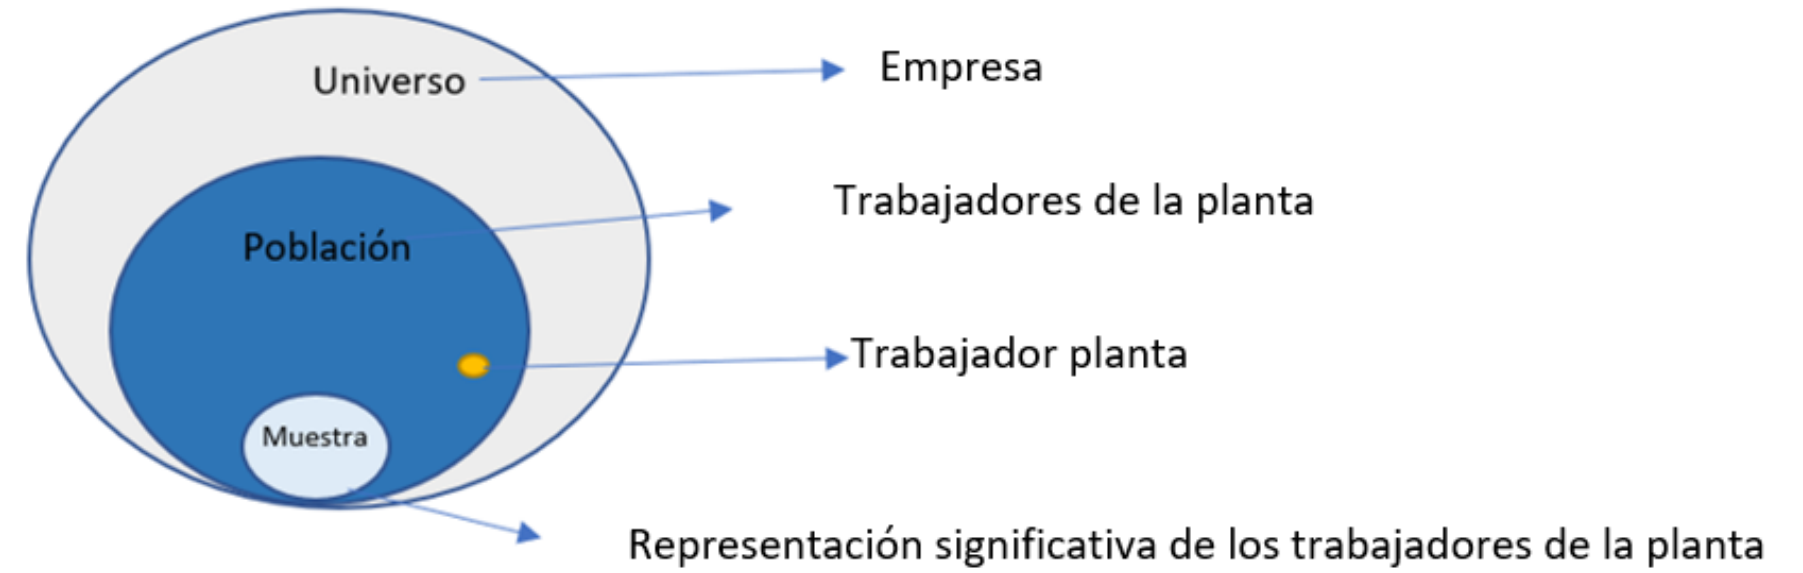 Universo
Empresa
Población
Trabajadores de la planta
Trabajador planta
Muestra
Representación significativa de los trabajadores de la planta